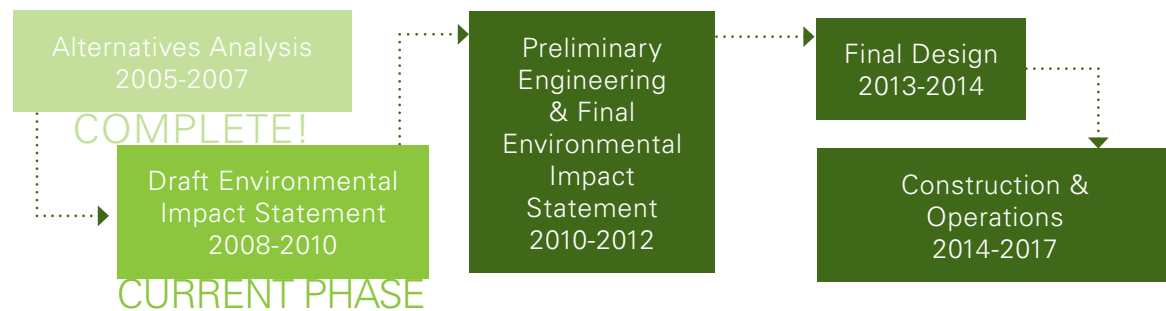 Alternatives Analysis
2005-2007
COMPLETE!
Draft Environmental
Impact Statement
2008-2010
CURRENT PHASE
Preliminary
Engineering
& Final
Environmental
Impact
Statement
2010-2012
Final Design
2013-2014
Construction &
Operations
2014-2017